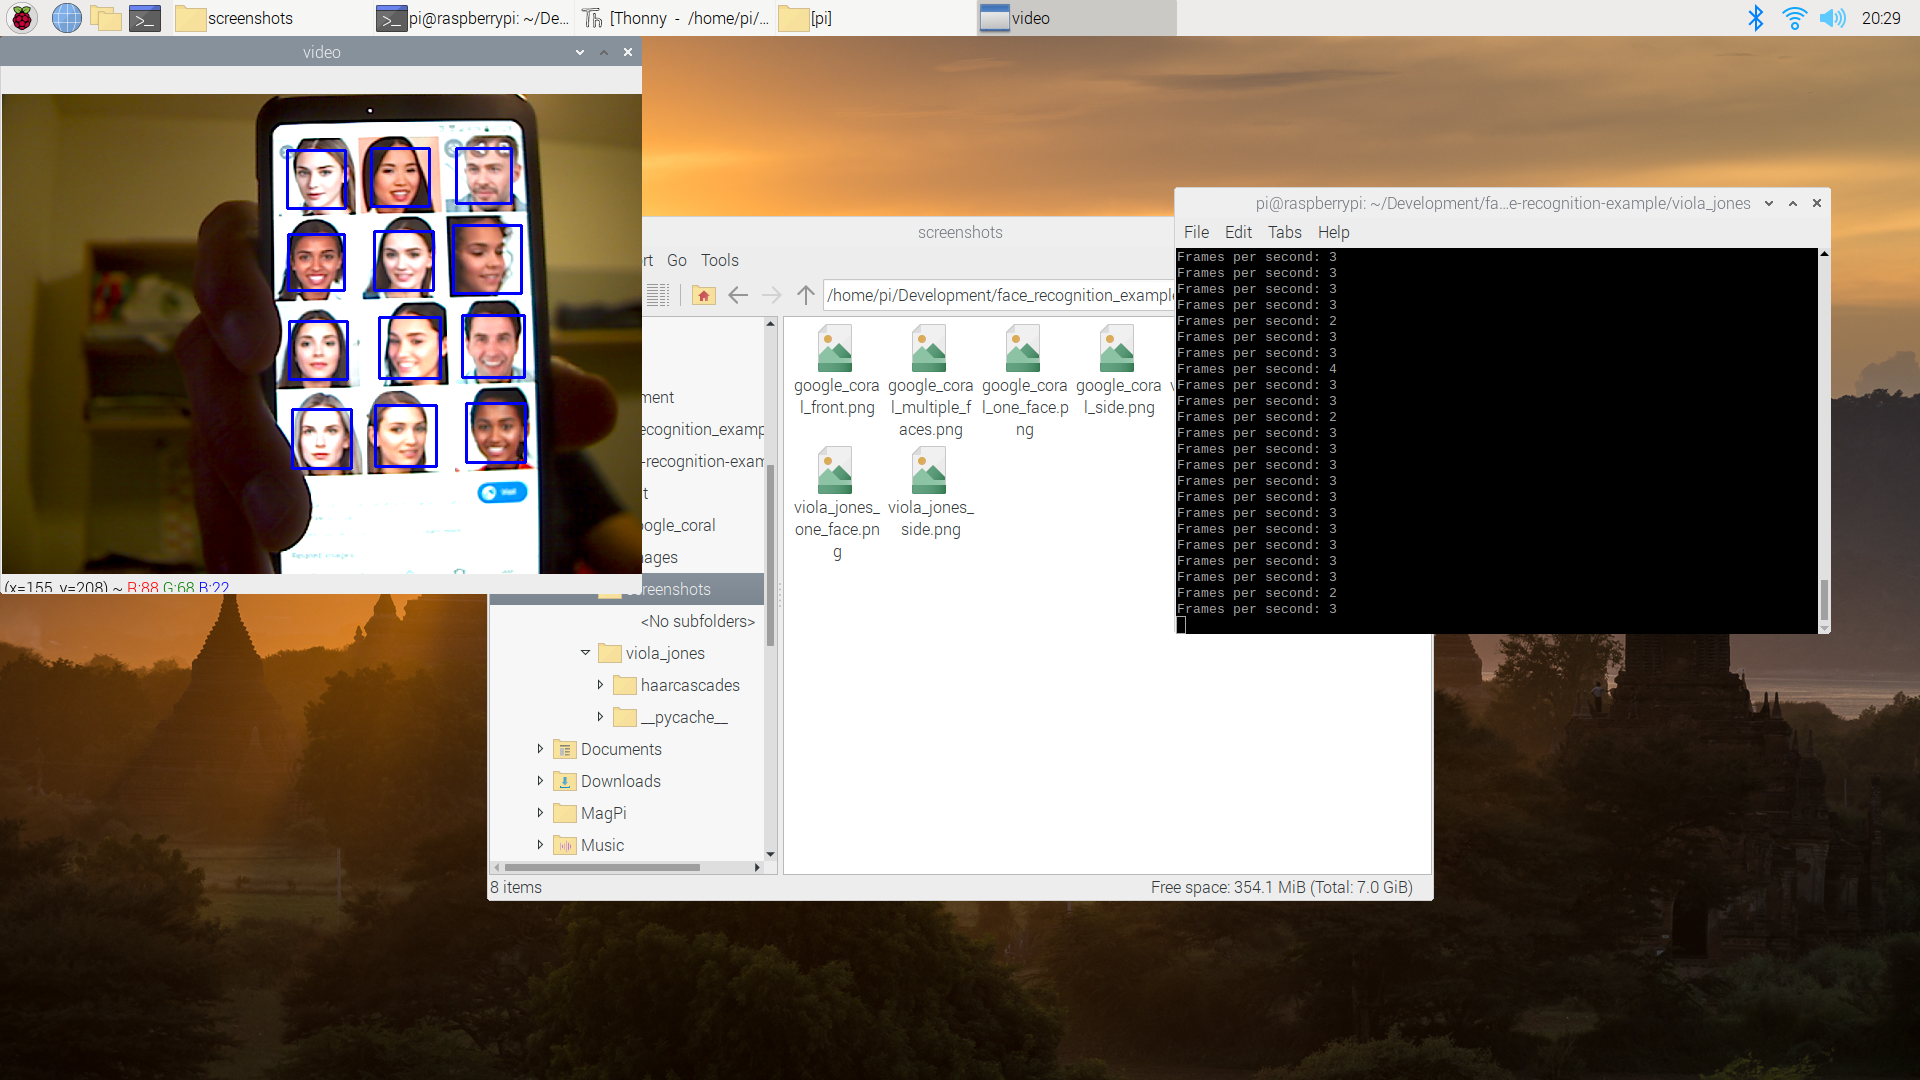 screenshots
pi@raspberrypi: ~/De...
[Thonny - /home/pi/...
[pi]
video
20:29
video
(x=155, y=208) ~ R:88 G:68 B:22
screenshots
Go Tools
/home/pi/Development/face_recognition_example
google_coral_front.png
google_coral_multiple_faces.png
google_coral_one_face.png
google_coral_side.png
viola_jones_one_face.png
viola_jones_side.png
ment
ecognition_examp
-recognition-exam
oogle_coral
ages
screenshots
<No subfolders>
viola_jones
haarcascades
__pycache__
Documents
Downloads
MagPi
Music
8 items
Free space: 354.1 MiB (Total: 7.0 GiB)
pi@raspberrypi: ~/Development/fa...e-recognition-example/viola_jones
File Edit Tabs Help
Frames per second: 3
Frames per second: 3
Frames per second: 3
Frames per second: 3
Frames per second: 2
Frames per second: 3
Frames per second: 3
Frames per second: 4
Frames per second: 3
Frames per second: 3
Frames per second: 2
Frames per second: 3
Frames per second: 3
Frames per second: 3
Frames per second: 3
Frames per second: 3
Frames per second: 3
Frames per second: 3
Frames per second: 3
Frames per second: 3
Frames per second: 3
Frames per second: 2
Frames per second: 3